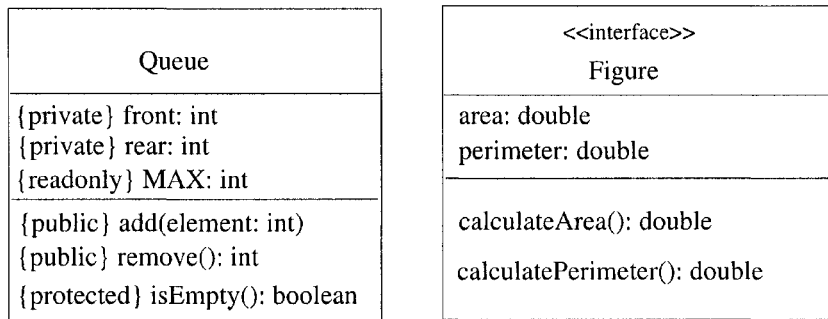 Queue
{private} front: int
{private} rear: int
{readonly} MAX: int
{public} add(element: int)
{public} remove(): int
{protected} isEmpty(): boolean
<<interface>>
Figure
area: double
perimeter: double
calculateArea(): double
calculatePerimeter(): double